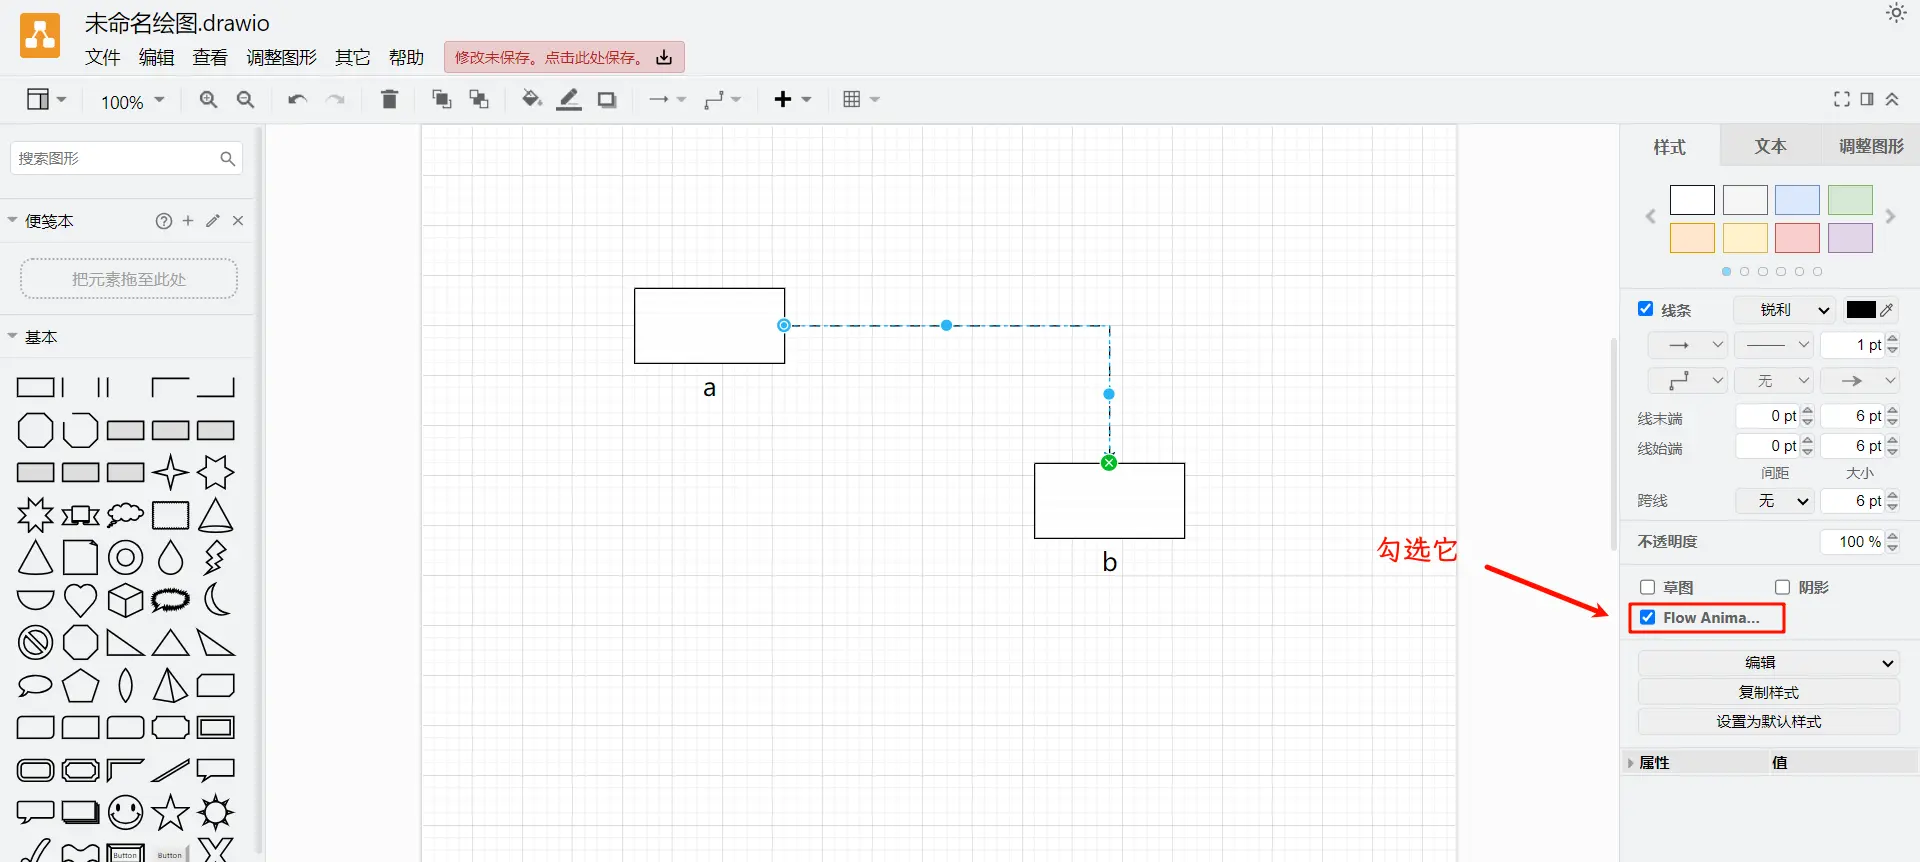 未命名绘图.drawio
文件 编辑 查看 调整图形 其它 帮助 修改未保存。点击此处保存。
100%
搜索图形
便笺本
把元素拖至此处
基本
Button Button
a
b
勾选它
样式 文本 调整图形
线条 锐利
1 pt
无
线末端 0 pt 6 pt
线始端 0 pt 6 pt
间距 大小
跨线 无 6 pt
不透明度 100 %
草图 阴影
Flow Anima...
编辑
复制样式
设置为默认样式
属性 值